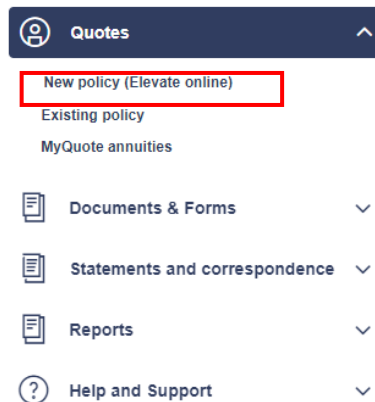 Quotes
New policy (Elevate online)
Existing policy
MyQuote annuities
Documents & Forms
Statements and correspondence
Reports
? Help and Support